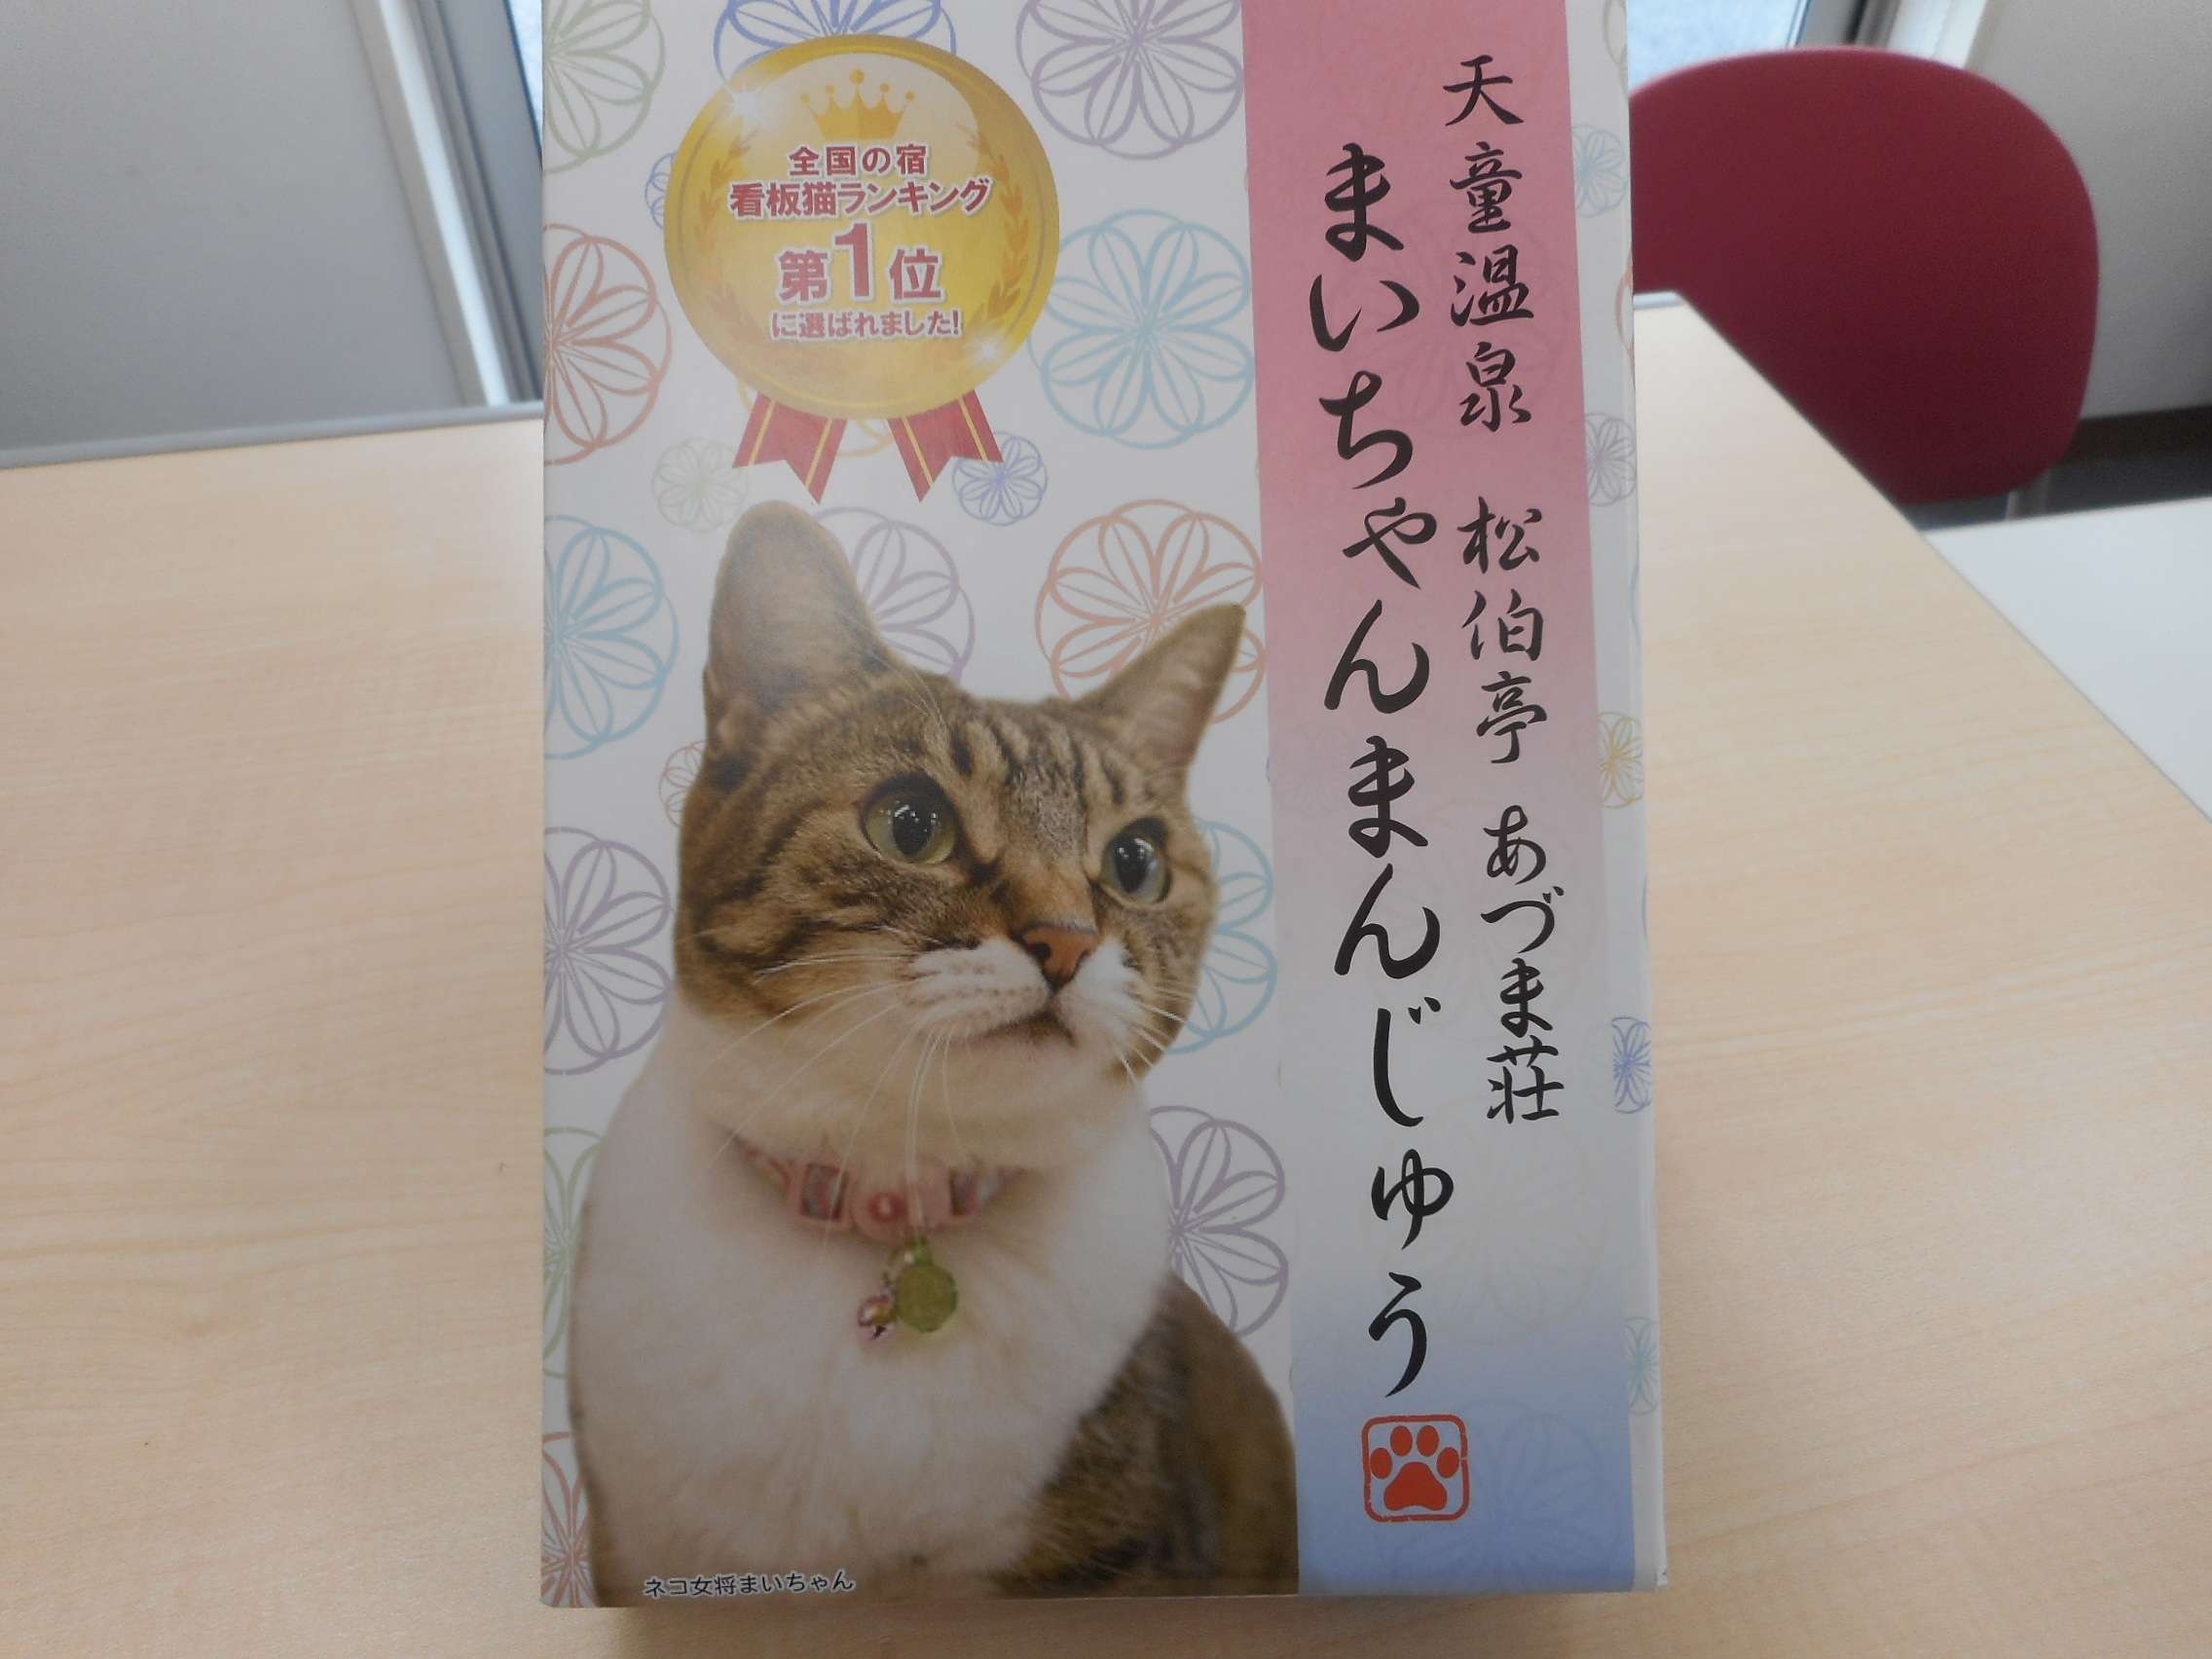 天童温泉 松伯亭 あづま荘
まいちゃんまんじゅう
全国の宿
看板猫ランキング
第1位
に選ばれました!
ネコ女将まいちゃん